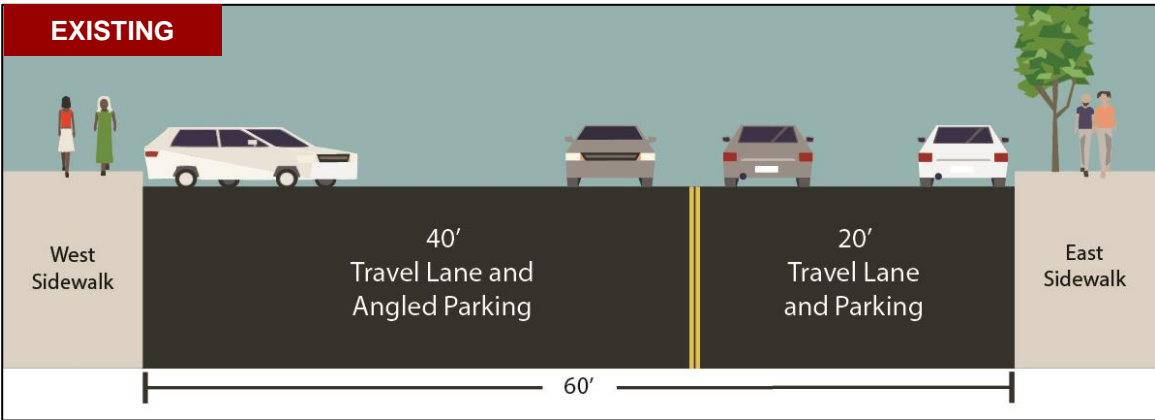 EXISTING
West
Sidewalk
40′
Travel Lane and
Angled Parking
20′
Travel Lane
and Parking
East
Sidewalk
60′